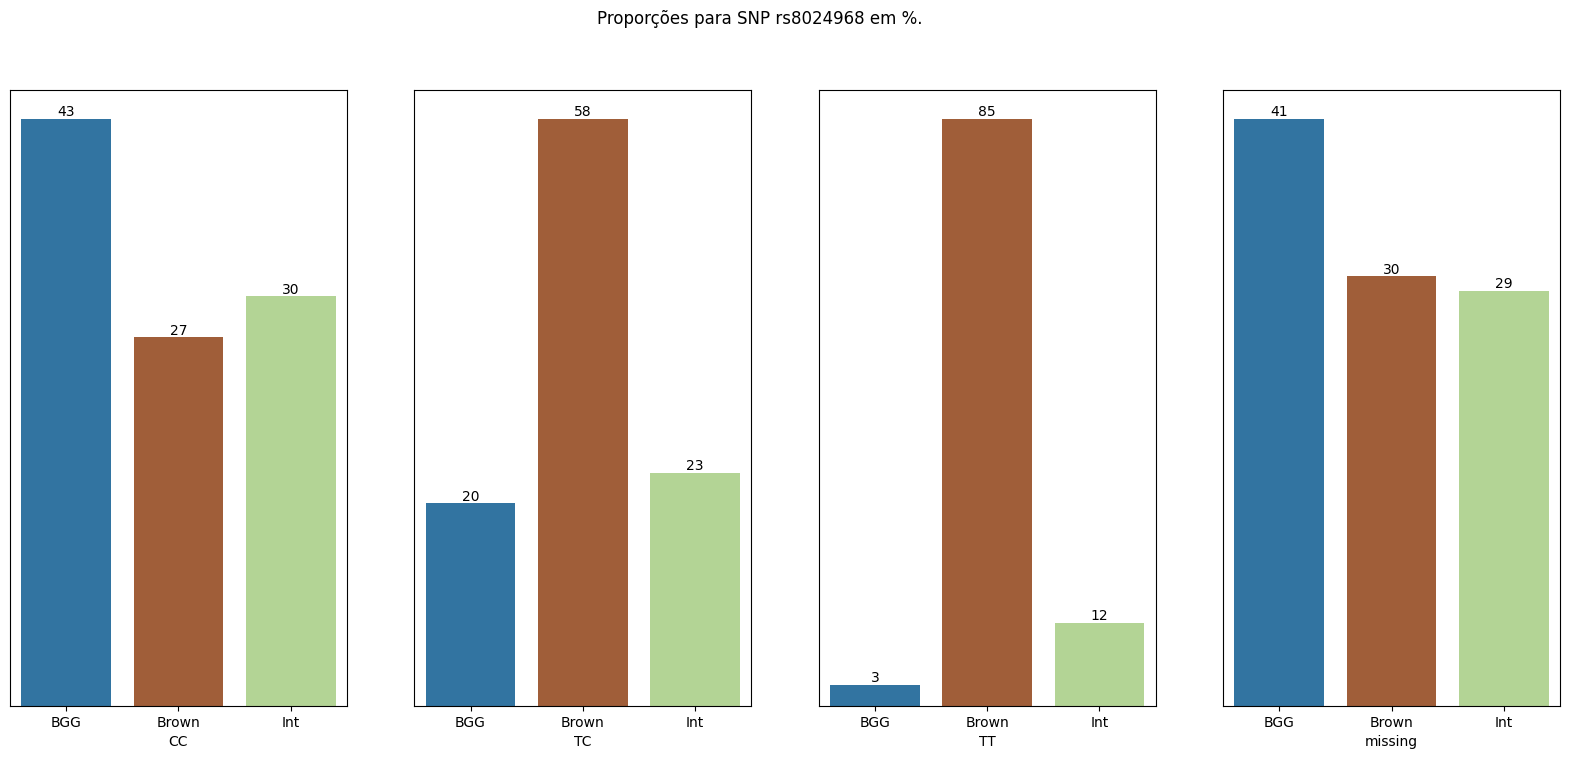 Proporções para SNP rs8024968 em %.
43
27
30
BGG Brown Int
CC
20
58
23
BGG Brown Int
TC
3
85
12
BGG Brown Int
TT
41
30
29
BGG Brown Int
missing